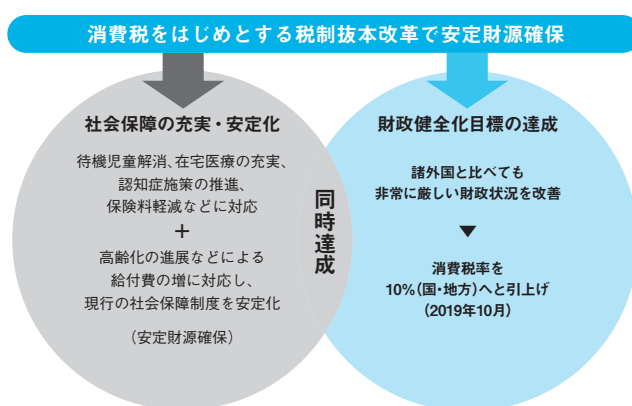 消費税をはじめとする税制抜本改革で安定財源確保
社会保障の充実・安定化
待機児童解消、在宅医療の充実、
認知症施策の推進、
保険料軽減などに対応
+
高齢化の進展などによる
給付費の増に対応し、
現行の社会保障制度を安定化
(安定財源確保)
同時達成
財政健全化目標の達成
諸外国と比べても
非常に厳しい財政状況を改善
▼
消費税率を
10%(国・地方)へと引上げ
(2019年10月)